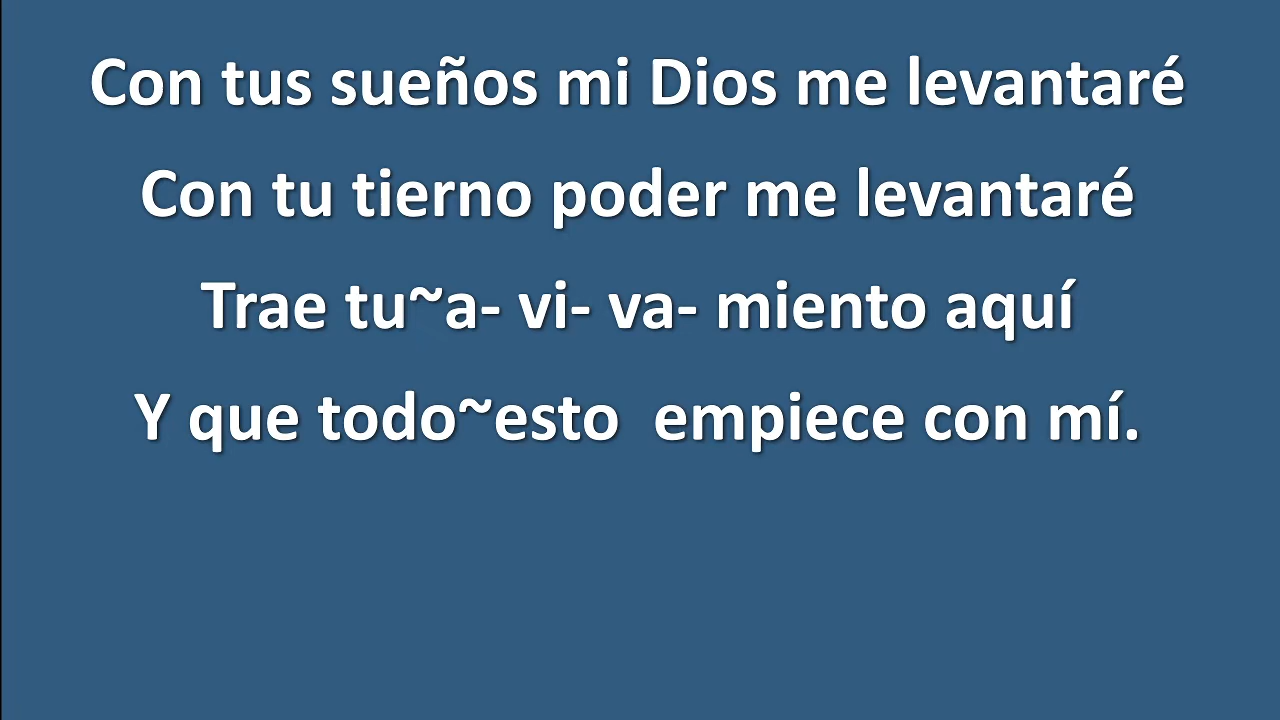 Con tus sueños mi Dios me levantaré
Con tu tierno poder me levantaré
Trae tu~a- vi- va- miento aquí
Y que todo~esto  empiece con mí.